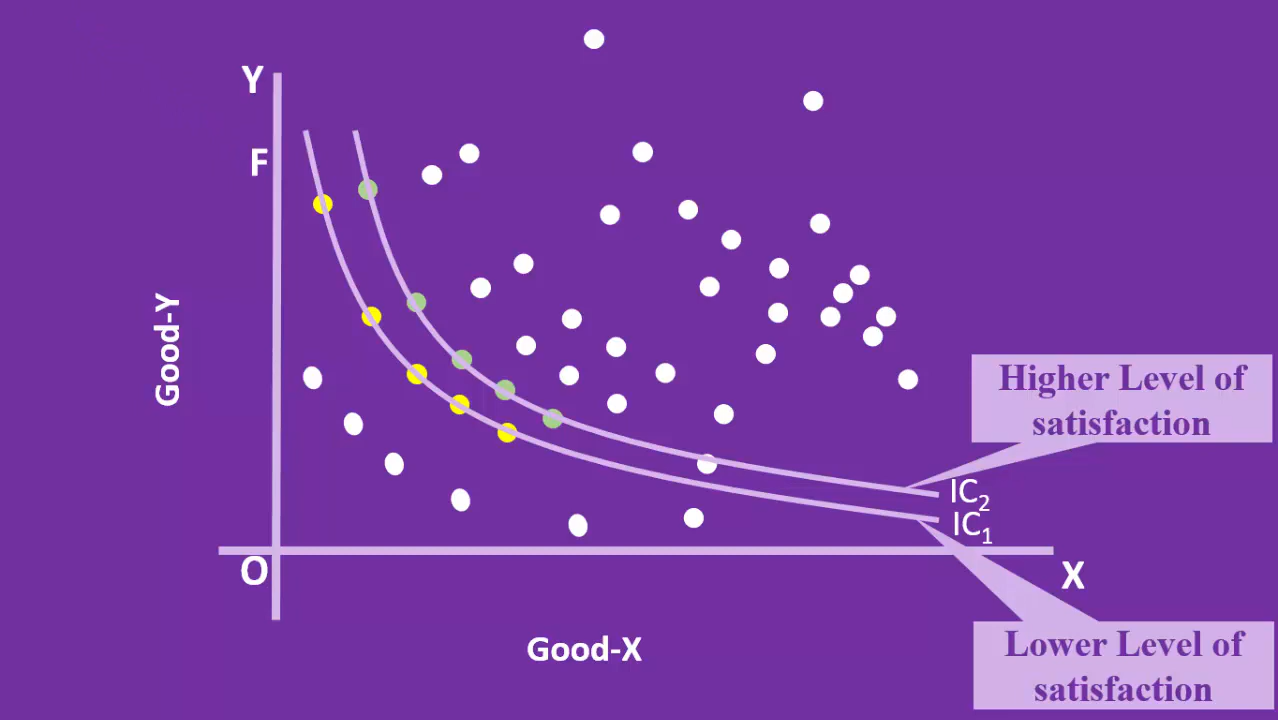 Y
F
Good-Y
Higher Level of
satisfaction
IC2
IC1
O
X
Good-X
Lower Level of
satisfaction